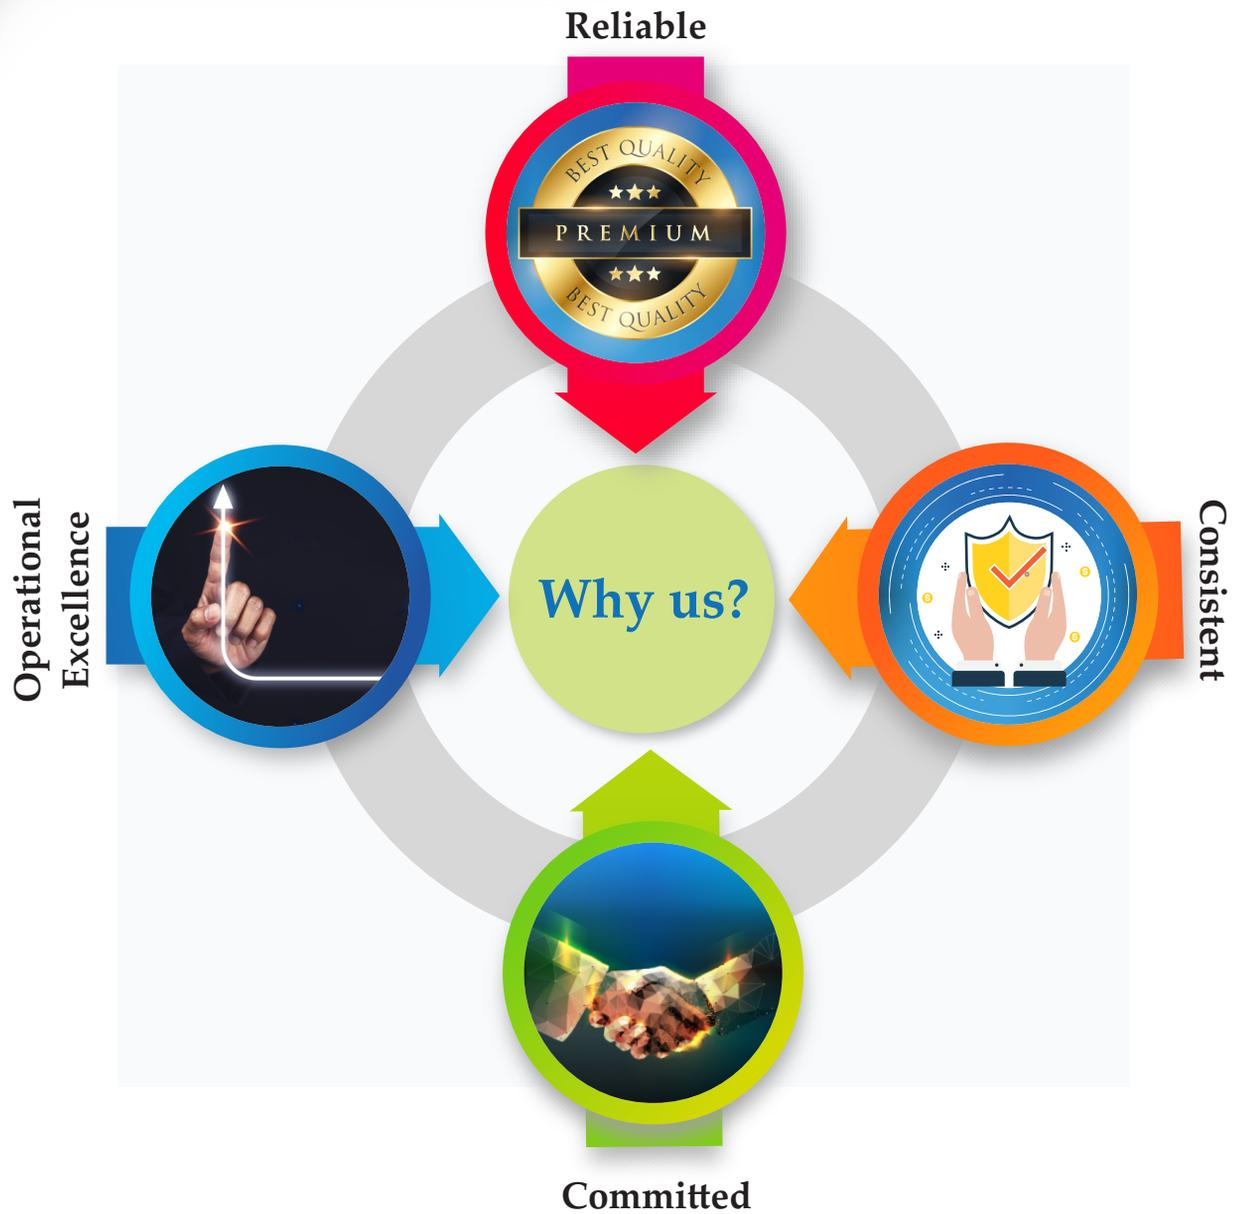 Reliable
BEST QUALITY
PREMIUM
BEST QUALITY
Operational
Excellence
Why us?
Consistent
Committed